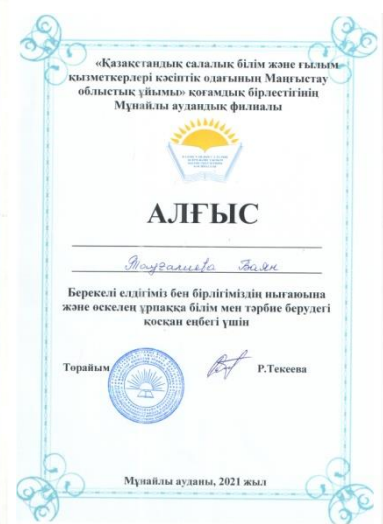 «Қазақстандық салалық білім және ғылым
қызметкерлері кәсіптік одағының Маңғыстау
облыстық ұйымы» қоғамдық бірлестігінің
Мұнайлы аудандық филиалы
АЛҒЫС
Баян
Берекелі елдігіміз бен бірлігіміздің нығаюына
және өскелең ұрпаққа білім мен тәрбие берудегі
қосқан еңбегі үшін
Төрайым Р.Текеева
Мұнайлы ауданы, 2021 жыл